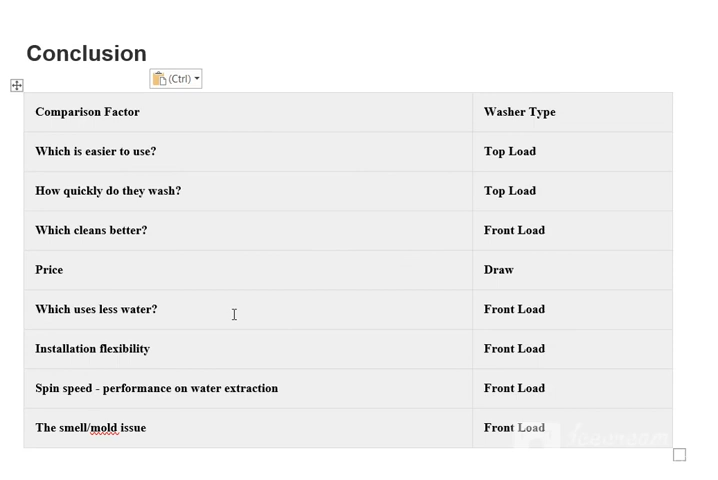 Conclusion
(Ctrl)
Comparison Factor Washer Type
Which is easier to use? Top Load
How quickly do they wash? Top Load
Which cleans better? Front Load
Price Draw
Which uses less water? Front Load
Installation flexibility Front Load
Spin speed - performance on water extraction Front Load
The smell/mold issue Front Load